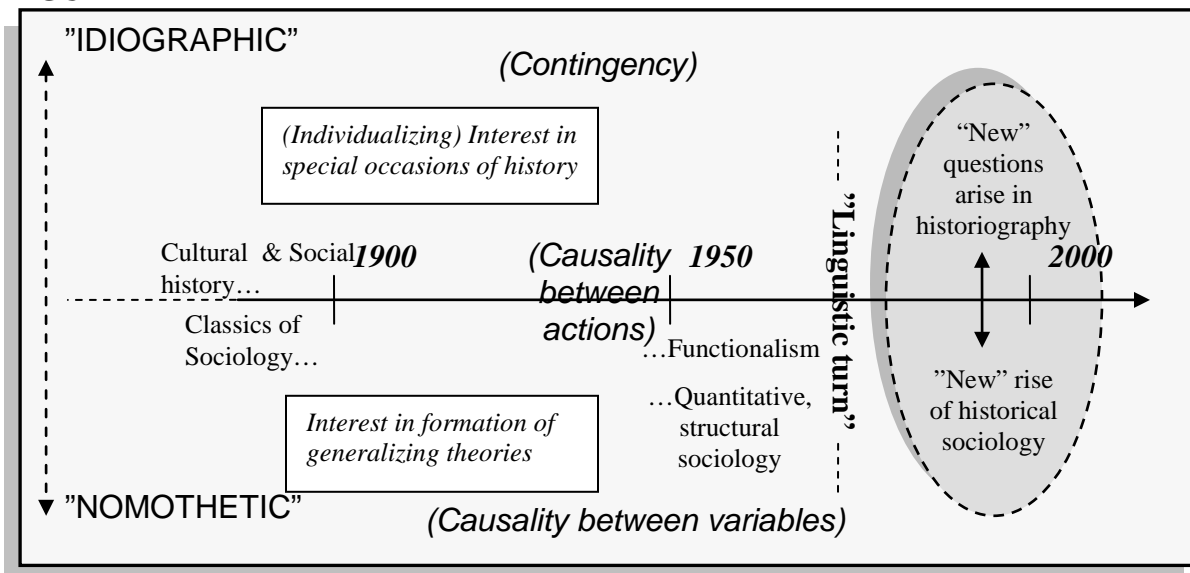 ”IDIOGRAPHIC”
(Contingency)
(Individualizing) Interest in
special occasions of history
“New”
questions
arise in
historiography
”Linguistic turn”
Cultural & Social
history…
1900
(Causality
between
actions)
1950
2000
Classics of
Sociology…
…Functionalism
…Quantitative,
structural
sociology
”New” rise
of historical
sociology
Interest in formation of
generalizing theories
”NOMOTHETIC”
(Causality between variables)